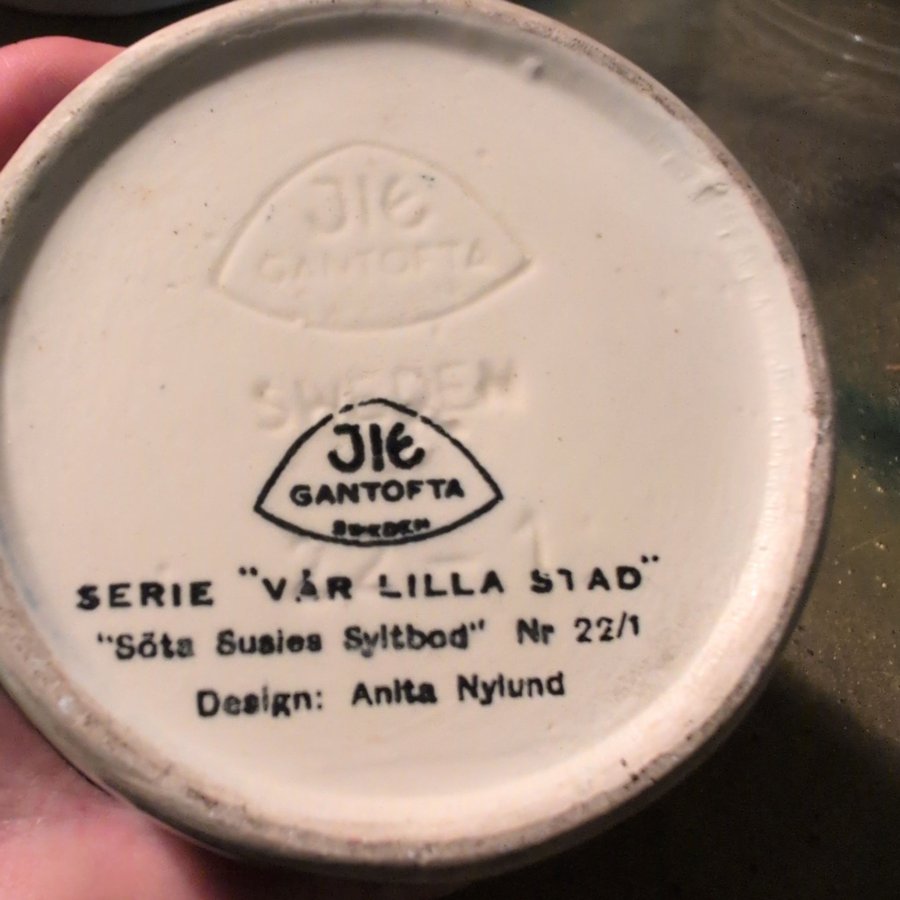 JIE
GANTOFTA
SWEDEN
JIE
GANTOFTA
SWEDEN
SERIE "VÅR LILLA STAD"
"Söta Susies Syltbod" Nr 22/1
Design: Anita Nylund